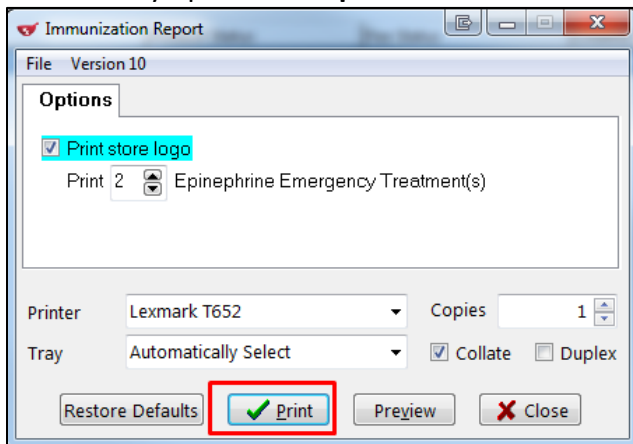 Immunization Report
File Version 10
Options
Print store logo
Print 2 Epinephrine Emergency Treatment(s)
Printer Lexmark T652 Copies 1
Tray Automatically Select Collate Duplex
Restore Defaults Print Preview Close